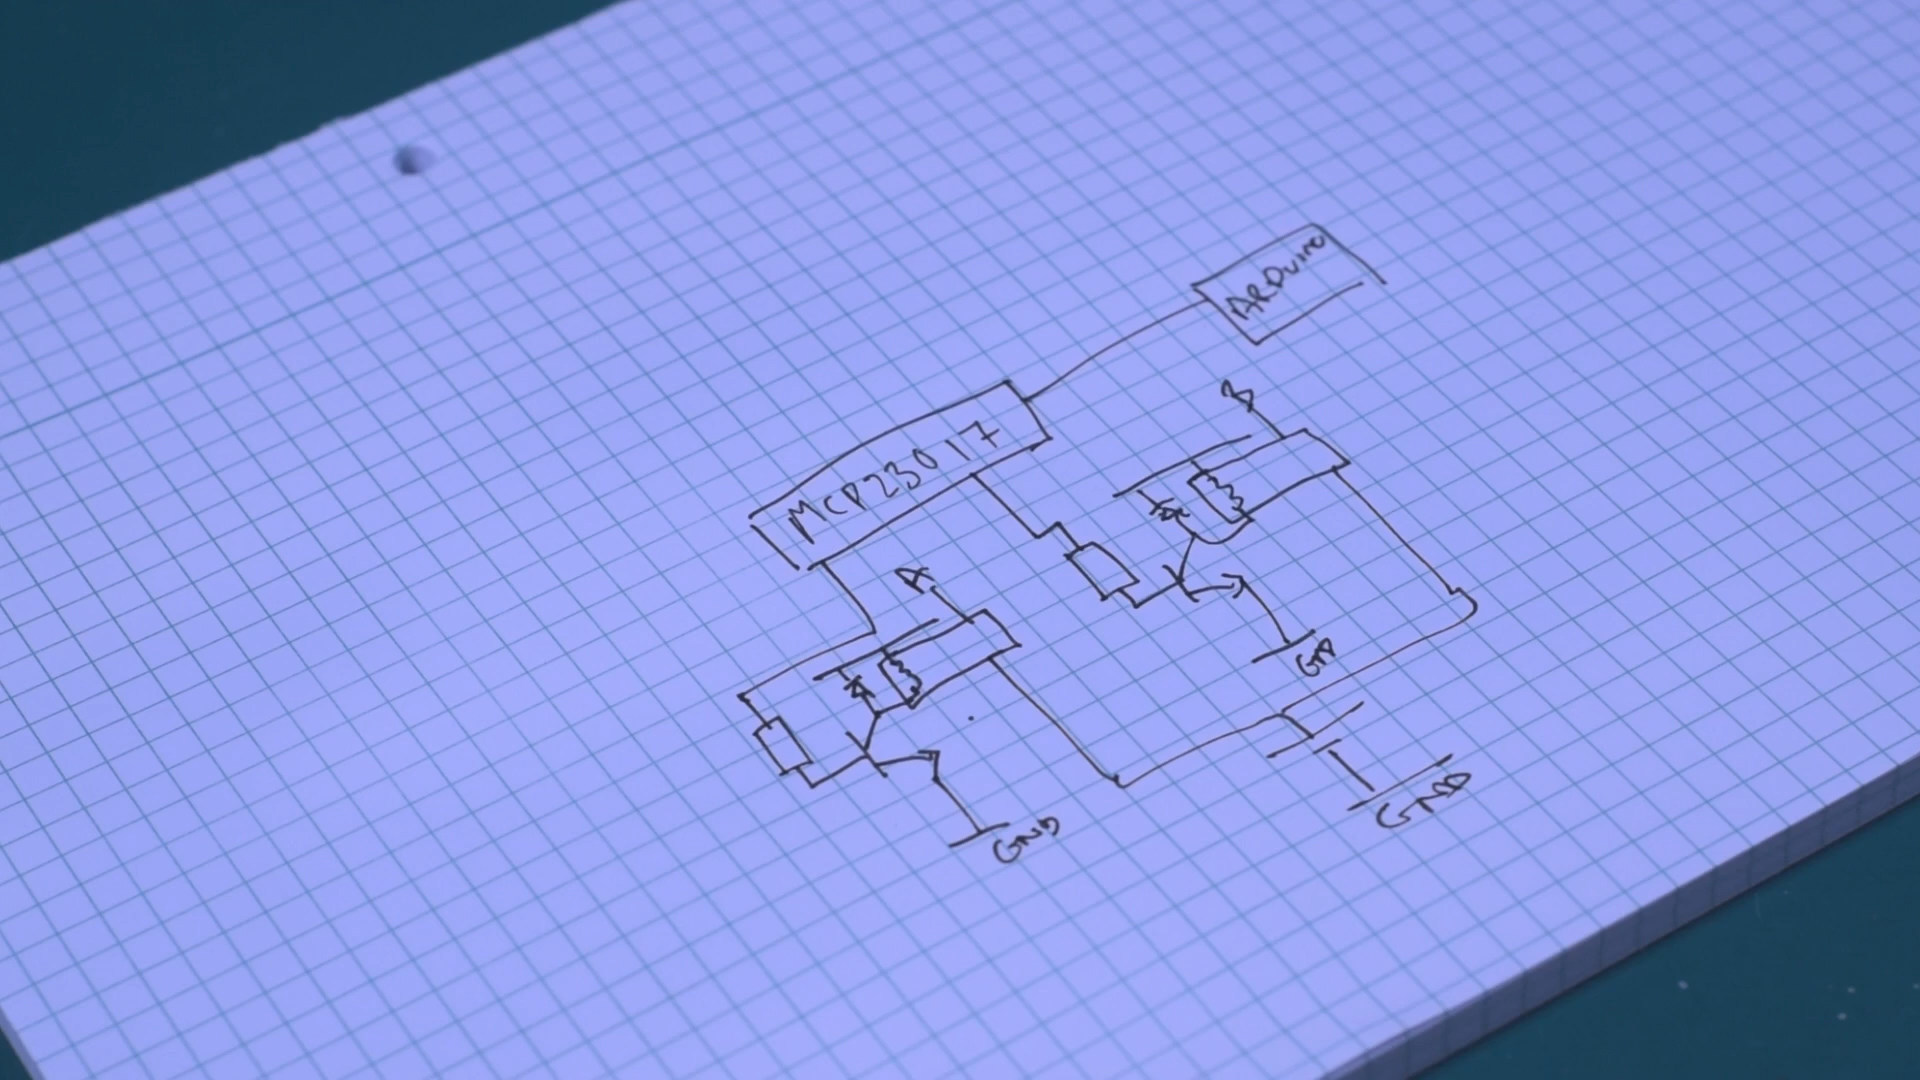 ARDuino
MCP23017
B
A
GND
GND
GND